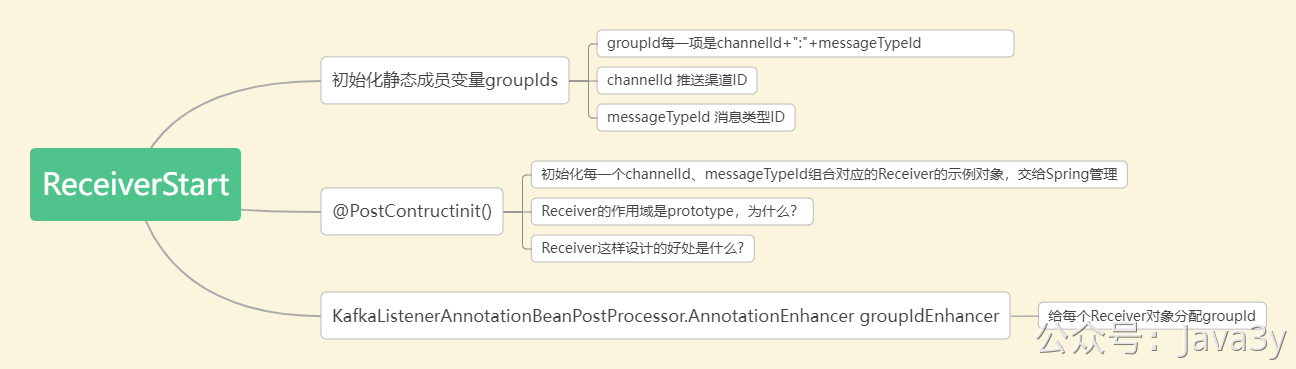 ReceiverStart
初始化静态成员变量groupIds
groupId每一项是channelId+":"+messageTypeId
channelId 推送渠道ID
messageTypeId 消息类型ID
@PostContructinit()
初始化每一个channelId、messageTypeId组合对应的Receiver的示例对象，交给Spring管理
Receiver的作用域是prototype，为什么?
Receiver这样设计的好处是什么?
KafkaListenerAnnotationBeanPostProcessor.AnnotationEnhancer groupIdEnhancer
给每个Receiver对象分配groupId
公众号：Java3y